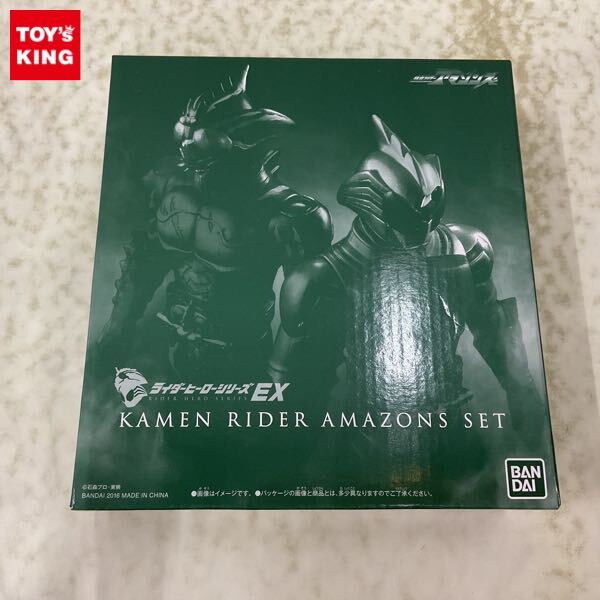 TOY's
KING
仮面ライダーアマゾンズ
ライダーヒーローシリーズ EX
RIDER HERO SERIES
KAMEN RIDER AMAZONS SET
©石森プロ・東映
BANDAI 2016 MADE IN CHINA
●画像はイメージです。 ●パッケージの画像と商品とは、多少異なりますのでご了承ください。
BAN
DAI